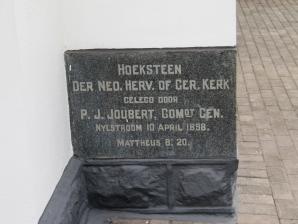 HOEKSTEEN
DER NED. HERV. OF GER. KERK
GELEGD DOOR
P. J. JOUBERT, COMDT GEN.
NYLSTROOM 10 APRIL 1898.
MATTHEUS 8: 20.